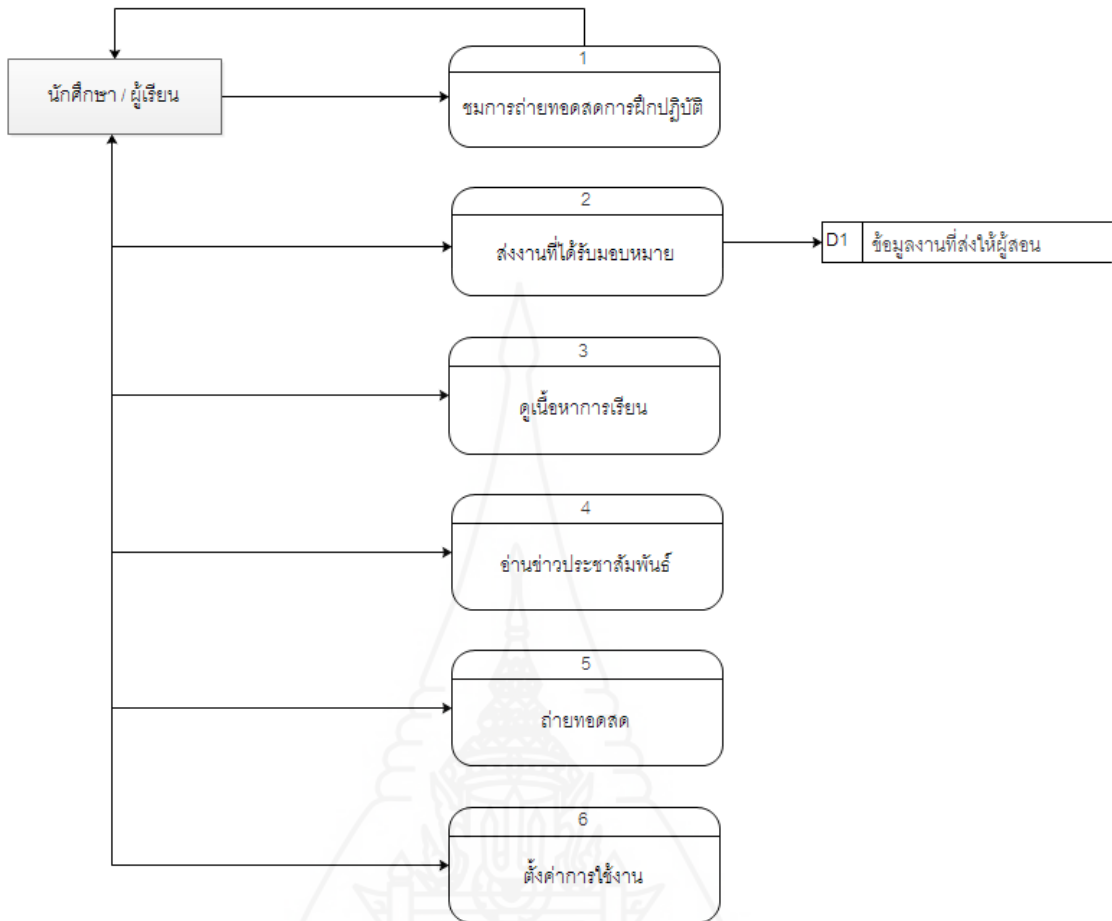 1
นักศึกษา / ผู้เรียน
ชมการถ่ายทอดสดการฝึกปฏิบัติ
2
ส่งงานที่ได้รับมอบหมาย
D1 ข้อมูลงานที่ส่งให้ผู้สอน
3
ดูเนื้อหาการเรียน
4
อ่านข่าวประชาสัมพันธ์
5
ถ่ายทอดสด
6
ตั้งค่าการใช้งาน